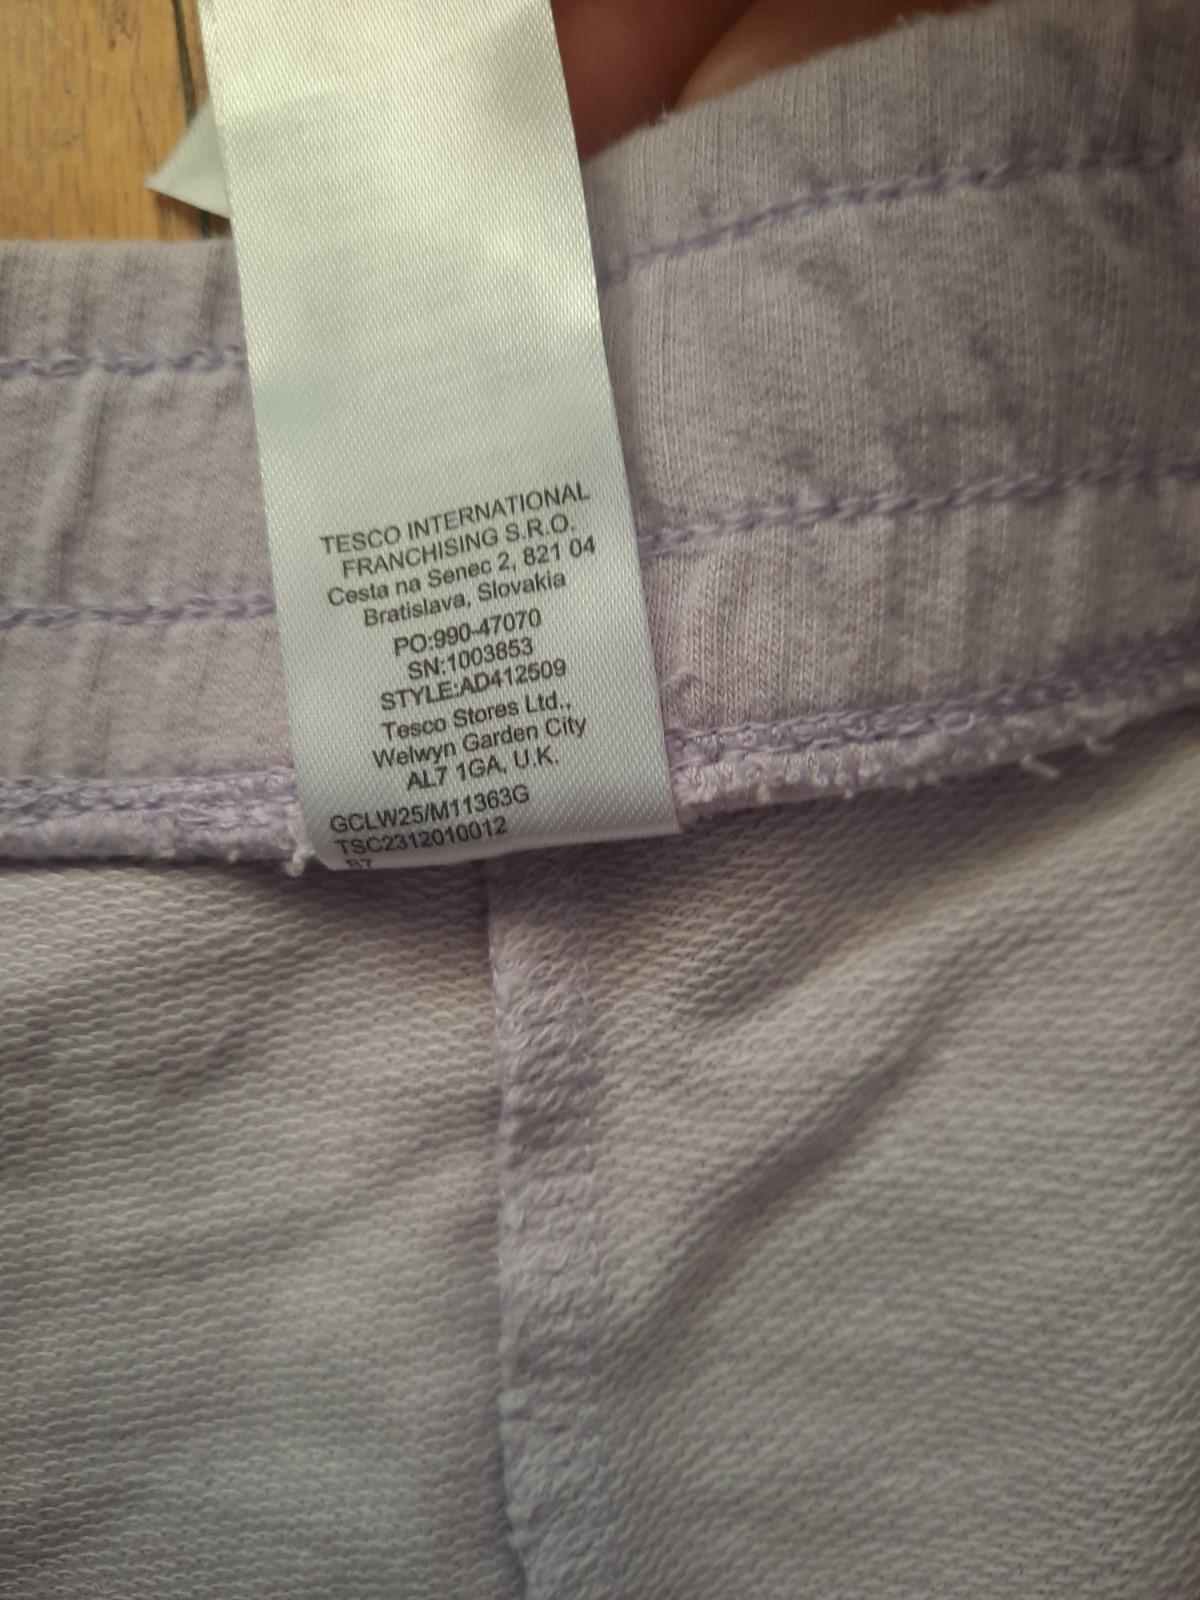 TESCO INTERNATIONAL
FRANCHISING S.R.O.
Cesta na Senec 2, 821 04
Bratislava, Slovakia
PO:990-47070
SN:1003853
STYLE:AD412509
Tesco Stores Ltd.,
Welwyn Garden City
AL7 1GA, U.K.
GCLW25/M11363G
TSC2312010012